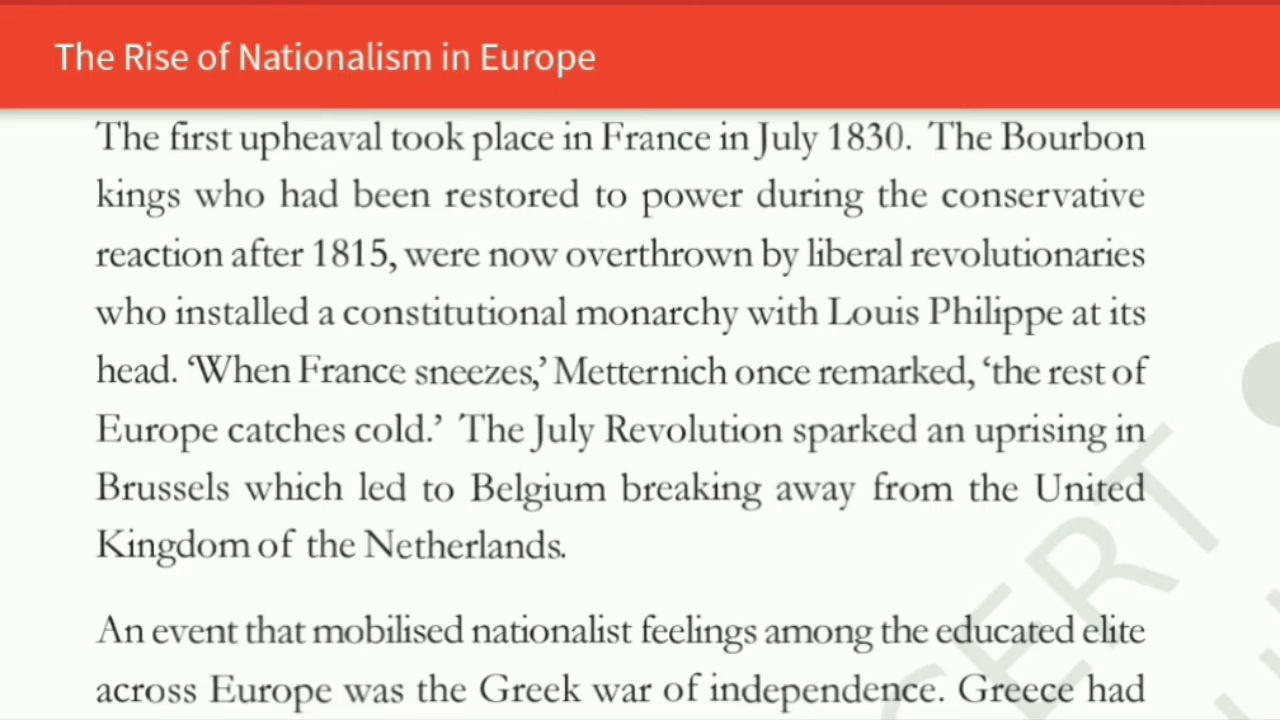 The Rise of Nationalism in Europe
The first upheaval took place in France in July 1830. The Bourbon
kings who had been restored to power during the conservative
reaction after 1815, were now overthrown by liberal revolutionaries
who installed a constitutional monarchy with Louis Philippe at its
head. ‘When France sneezes,’ Metternich once remarked, ‘the rest of
Europe catches cold.’ The July Revolution sparked an uprising in
Brussels which led to Belgium breaking away from the United
Kingdom of the Netherlands.
An event that mobilised nationalist feelings among the educated elite
across Europe was the Greek war of independence. Greece had
CERT